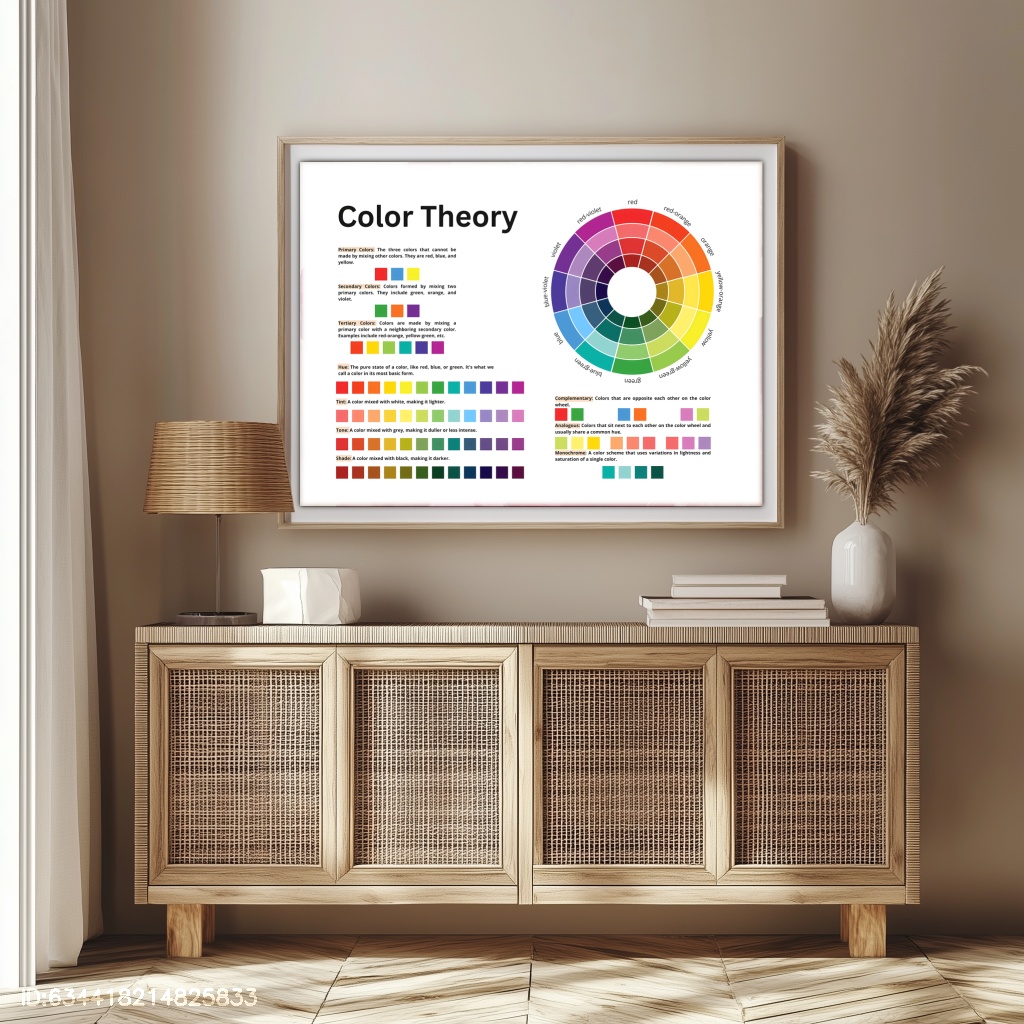 Color Theory
Primary Colors: The three colors that cannot be
made by mixing other colors. They are red, blue, and
yellow.
Secondary Colors: Colors formed by mixing two
primary colors. They include green, orange, and
violet.
Tertiary Colors: Colors are made by mixing a
primary color with a neighboring secondary color.
Examples include red-orange, yellow-green, etc.
Hue: The pure state of a color, like red, blue, or green. It's what we
call a color in its most basic form.
Tint: A color mixed with white, making it lighter.
Tone: A color mixed with grey, making it duller or less intense.
Shade: A color mixed with black, making it darker.
red
red-orange
orange
yellow-orange
yellow
yellow-green
green
blue-green
blue
blue-violet
violet
red-violet
Complementary: Colors that are opposite each other on the color
wheel.
Analogous: Colors that sit next to each other on the color wheel and
usually share a common hue.
Monochrome: A color scheme that uses variations in lightness and
saturation of a single color.
ID:634418214825833